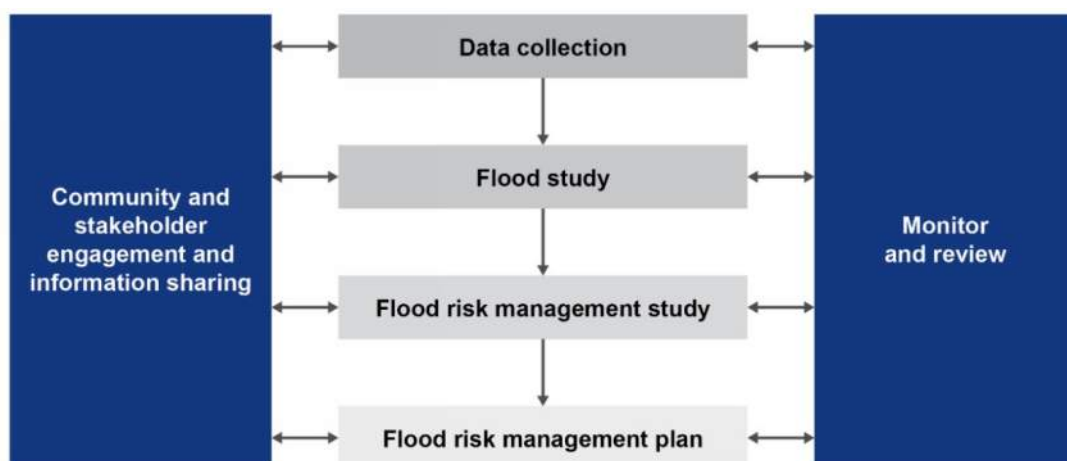 Data collection
Flood study
Community and
stakeholder
engagement and
information sharing
Monitor
and review
Flood risk management study
Flood risk management plan